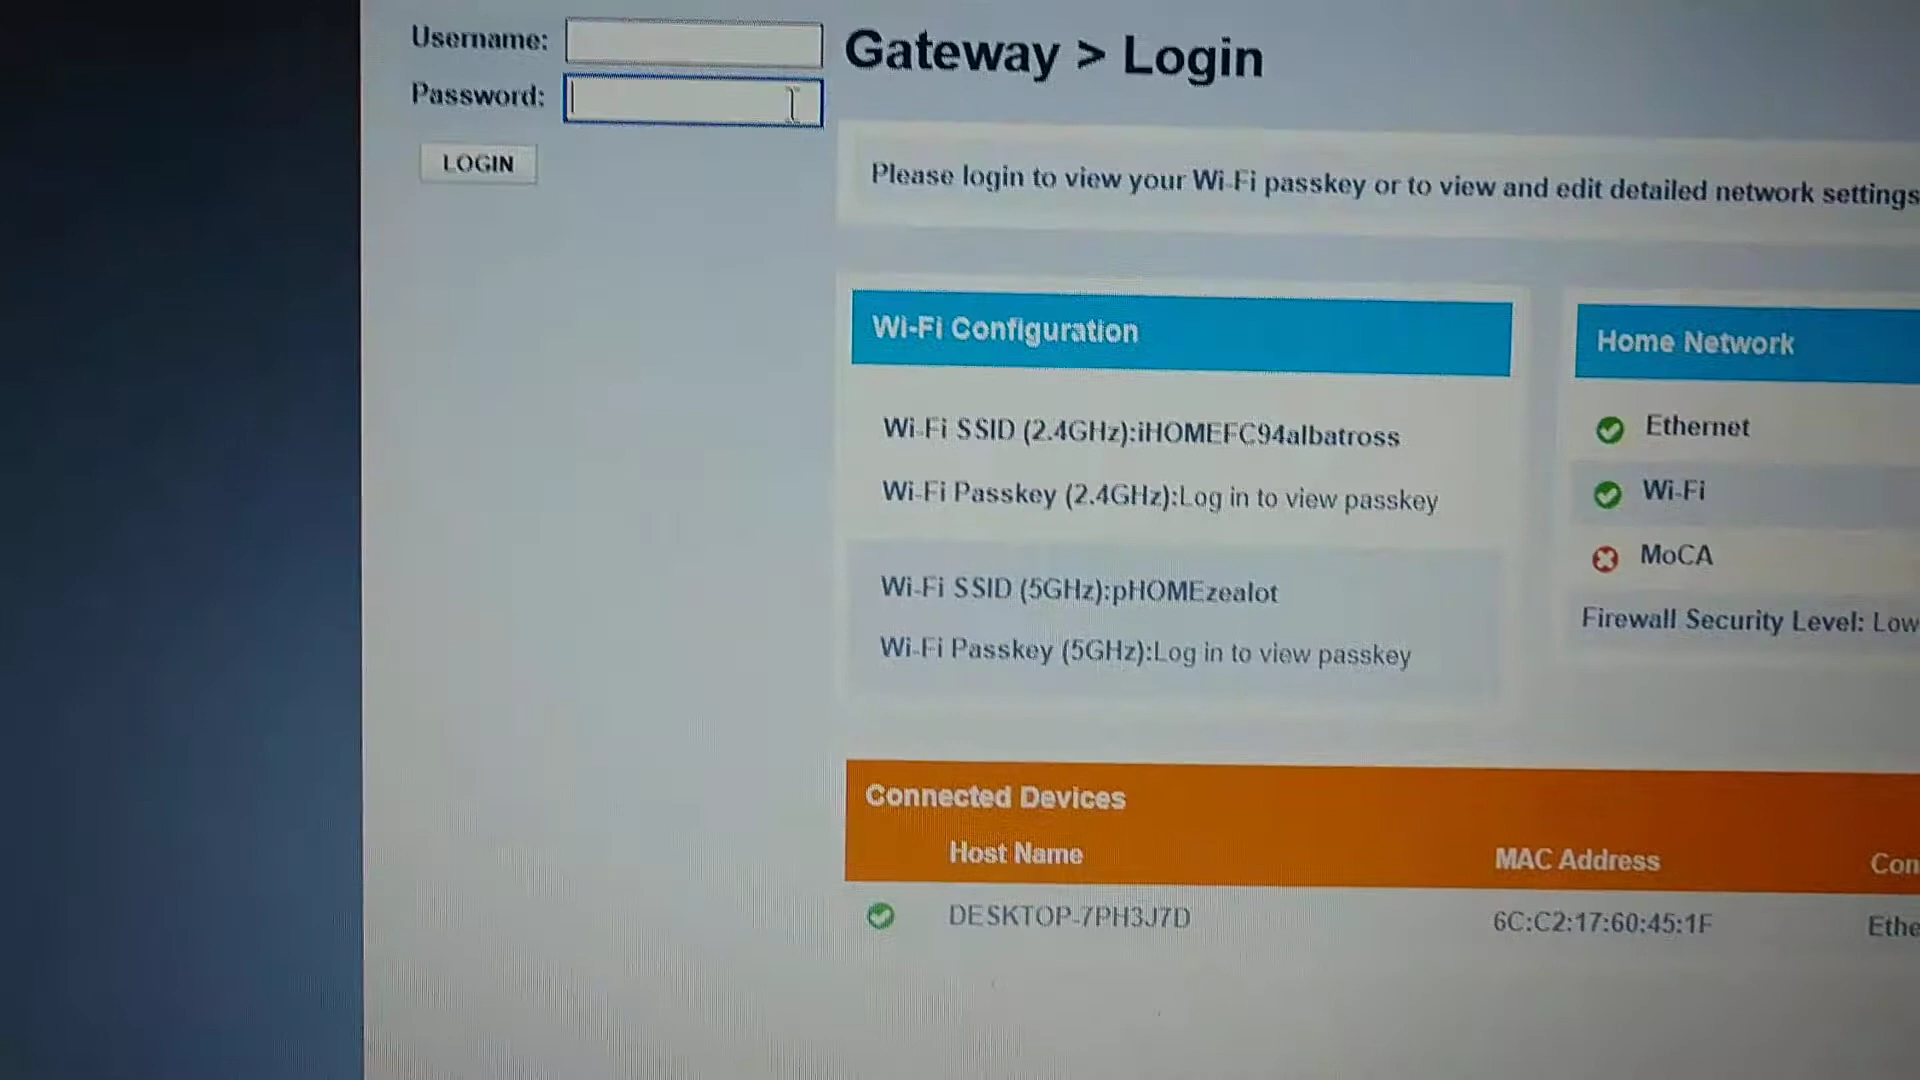 Username:
Password:
LOGIN
Gateway > Login
Please login to view your Wi-Fi passkey or to view and edit detailed network settings
Wi-Fi Configuration
Wi-Fi SSID (2.4GHz):iHOMEFC94albatross
Wi-Fi Passkey (2.4GHz):Log in to view passkey
Wi-Fi SSID (5GHz):pHOMEzealot
Wi-Fi Passkey (5GHz):Log in to view passkey
Home Network
Ethernet
Wi-Fi
MoCA
Firewall Security Level: Low
Connected Devices
Host Name MAC Address Con
DESKTOP-7PH3J7D 6C:C2:17:60:45:1F Ethe